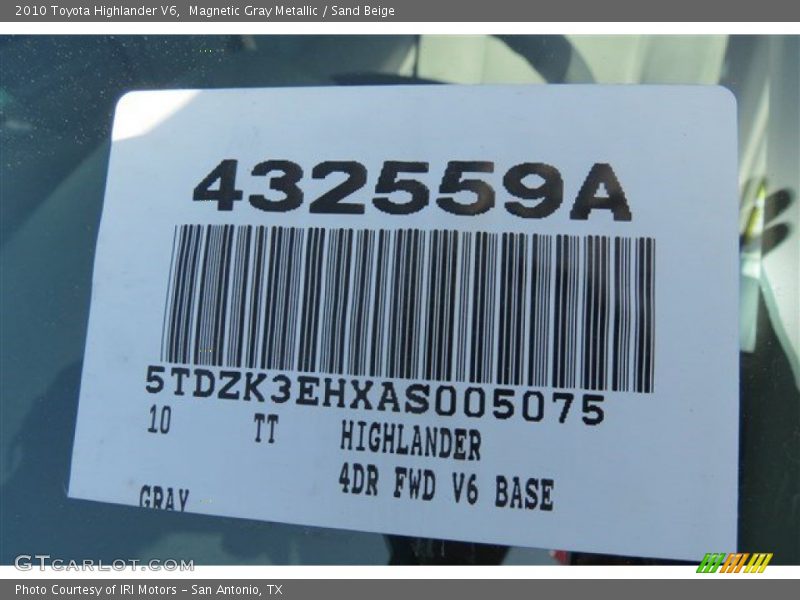 2010 Toyota Highlander V6,  Magnetic Gray Metallic / Sand Beige
432559A
5TDZK3EHXAS005075
10 TT HIGHLANDER
4DR FWD V6 BASE
GRAY
GTcarlot.com
Photo Courtesy of IRI Motors – San Antonio, TX